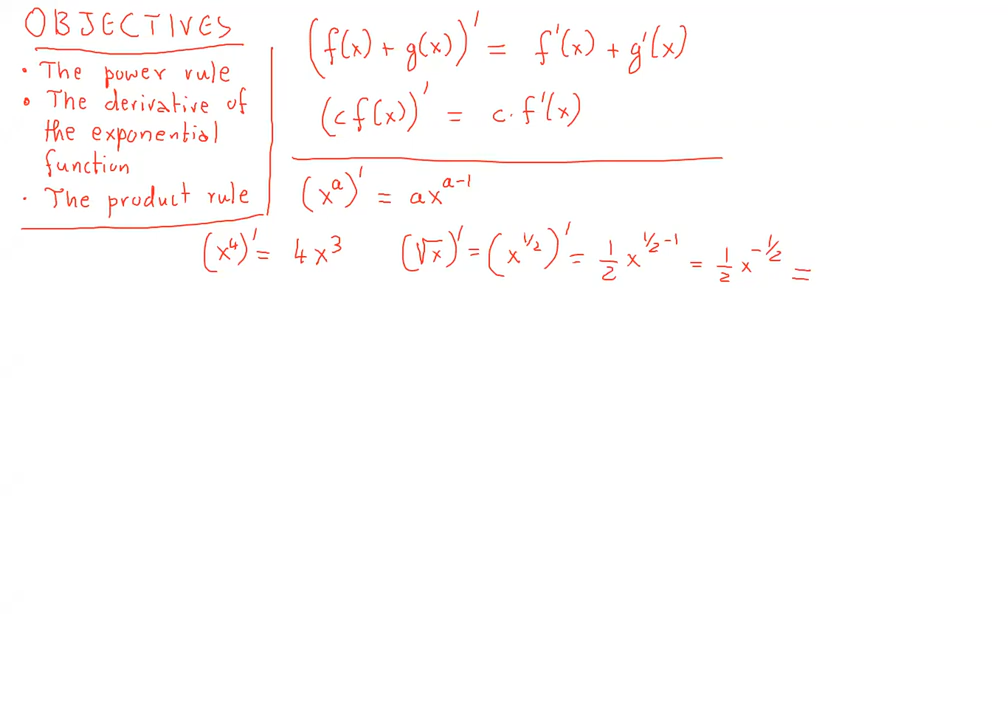 OBJECTIVES
• The power rule
• The derivative of
the exponential
function
• The product rule
(f(x) + g(x))' = f'(x) + g'(x)
(cf(x))' = c·f'(x)
(x^a)' = ax^(a-1)
(x^4)' = 4x^3 (√x)' = (x^(1/2))' = 1/2 x^(1/2-1) = 1/2 x^(-1/2) =